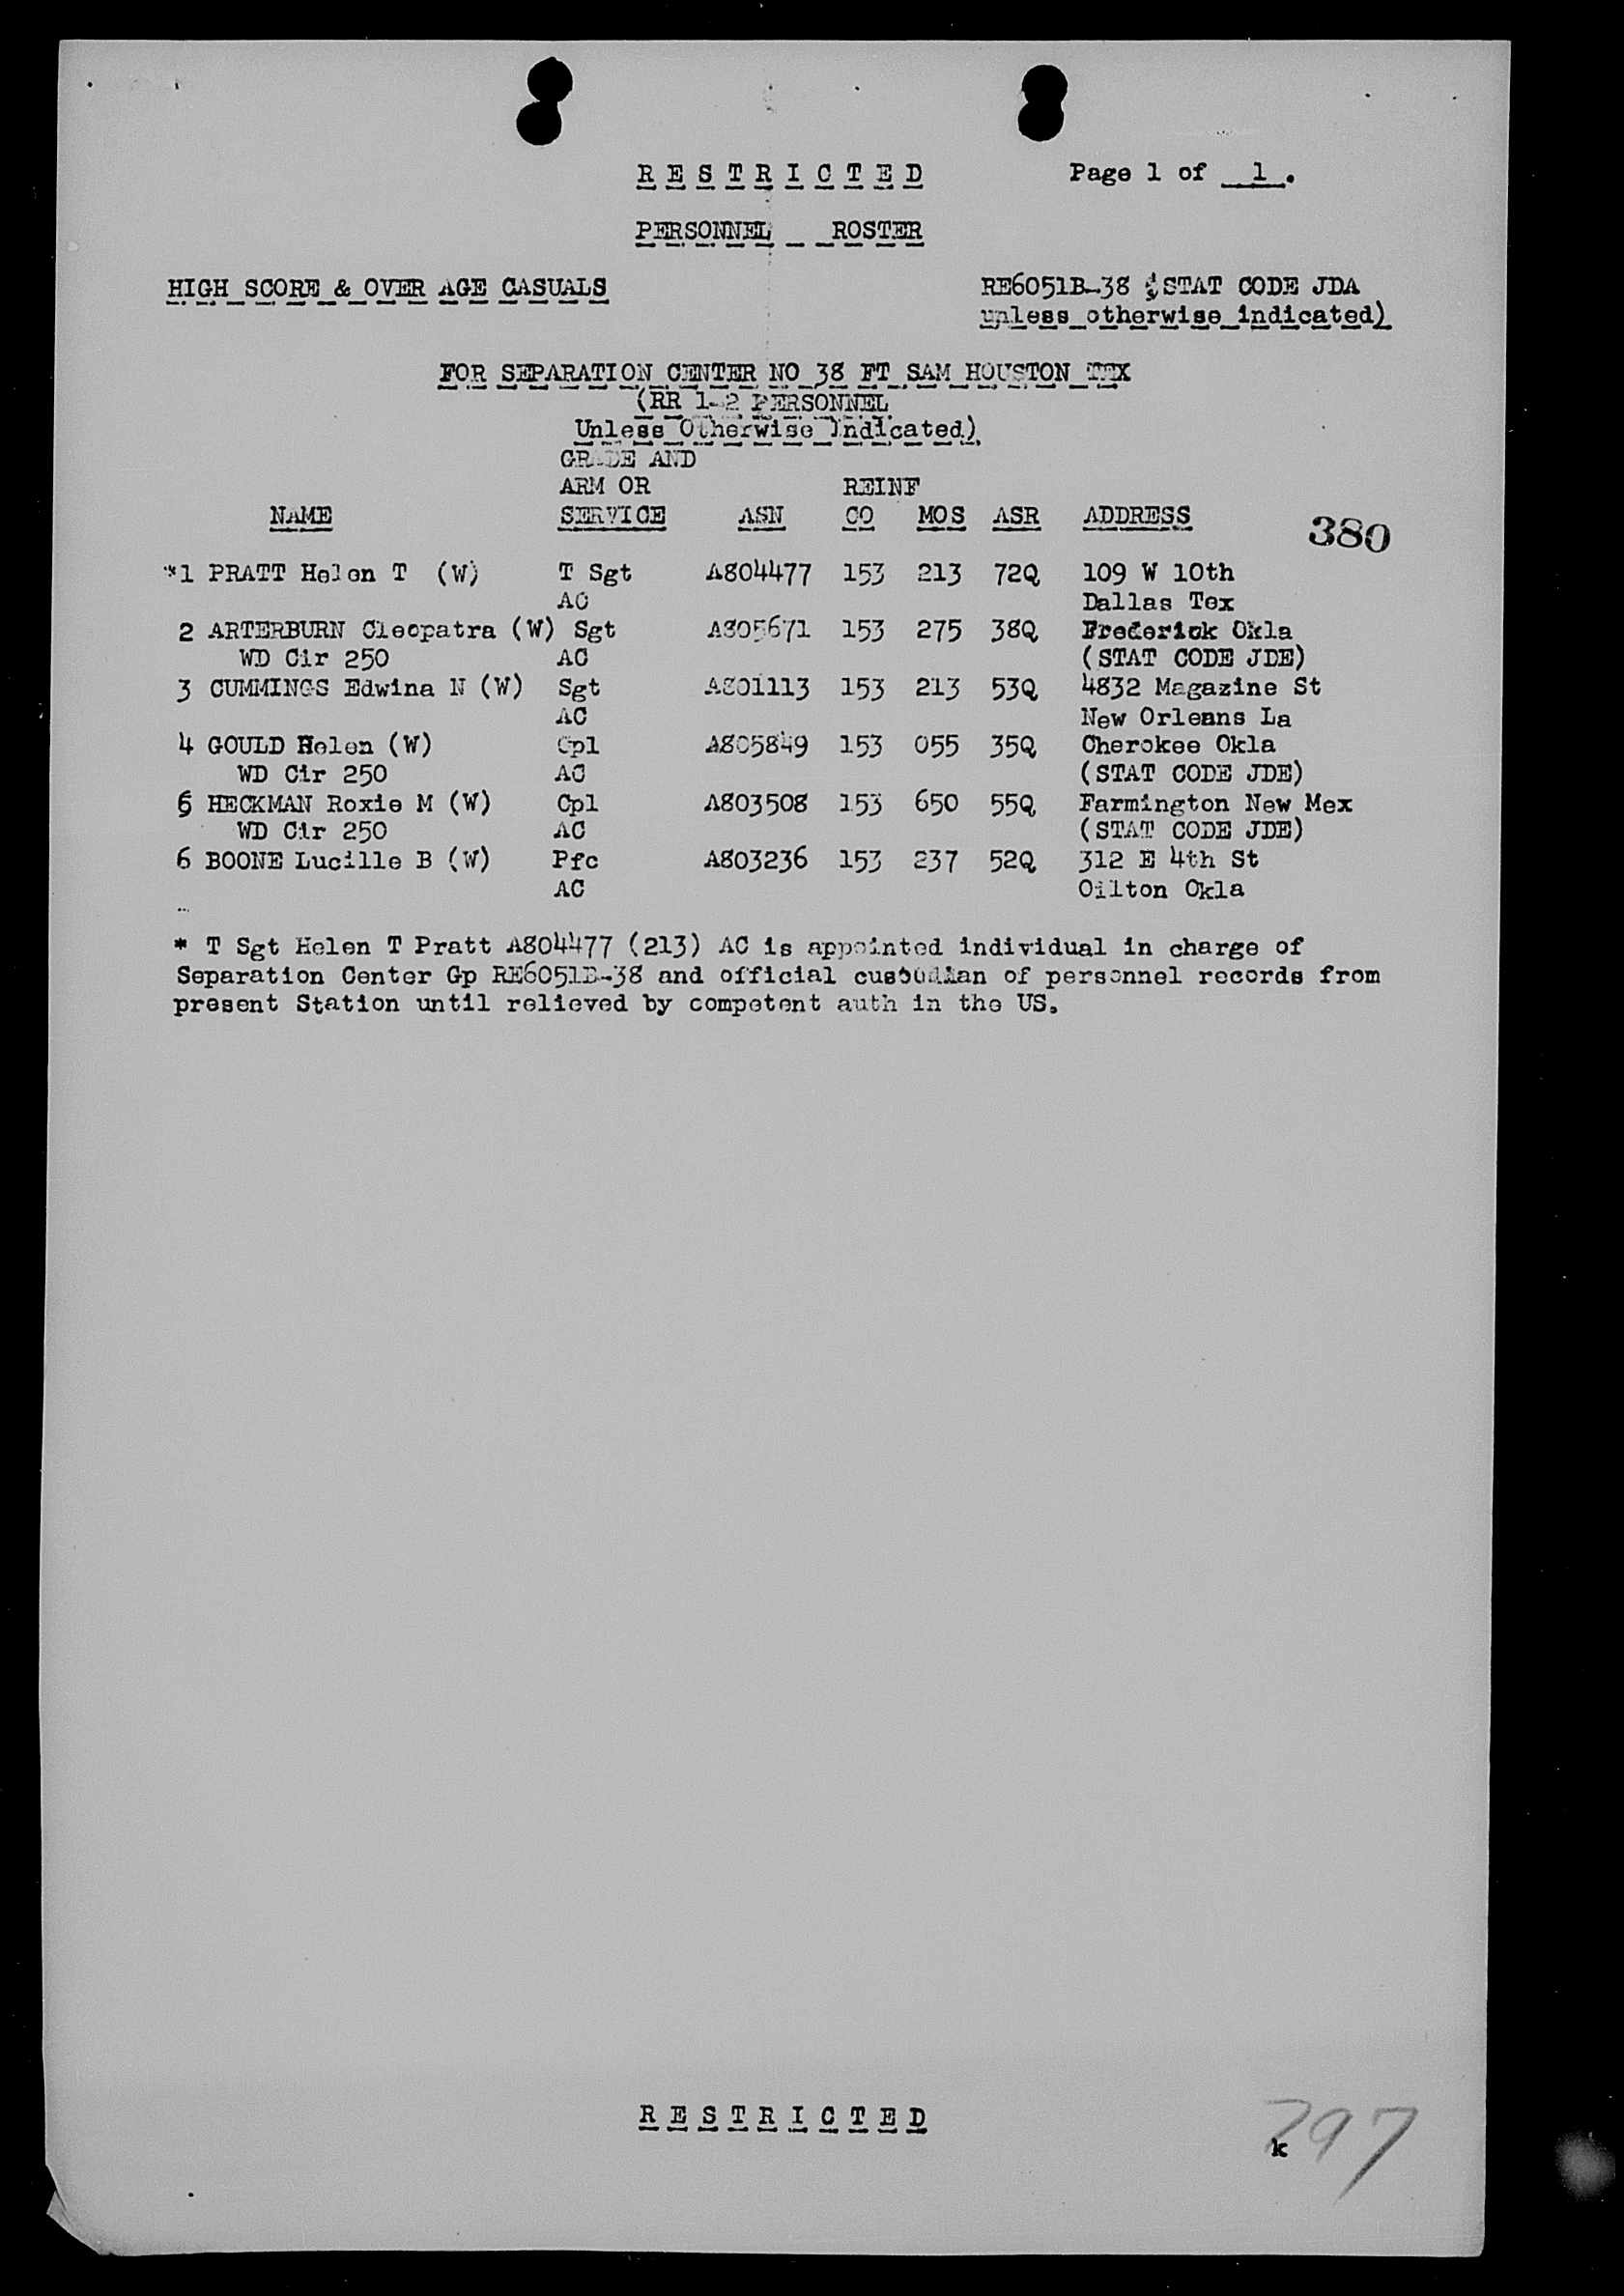 RESTRICTED Page 1 of 1.
PERSONNEL ROSTER
HIGH SCORE & OVER AGE CASUALS RE6051B-38 (STAT CODE JDA
unless otherwise indicated)
FOR SEPARATION CENTER NO 38 FT SAM HOUSTON TEX
(RR 1-2 PERSONNEL
Unless Otherwise Indicated)
GRADE AND
ARM OR REINF
NAME SERVICE ASN CO MOS ASR ADDRESS 380
*1 PRATT Helen T (W) T Sgt A804477 153 213 72Q 109 W 10th
AC Dallas Tex
2 ARTERBURN Cleopatra (W) Sgt A805671 153 275 38Q Frederick Okla
WD Cir 250 AC (STAT CODE JDE)
3 CUMMINGS Edwina N (W) Sgt A801113 153 213 53Q 4832 Magazine St
AC New Orleans La
4 GOULD Helen (W) Cpl A805849 153 055 35Q Cherokee Okla
WD Cir 250 AC (STAT CODE JDE)
5 HECKMAN Roxie M (W) Cpl A803508 153 650 55Q Farmington New Mex
WD Cir 250 AC (STAT CODE JDE)
6 BOONE Lucille B (W) Pfc A803236 153 237 52Q 312 E 4th St
AC Oilton Okla
* T Sgt Helen T Pratt A804477 (213) AC is appointed individual in charge of
Separation Center Gp RE6051B-38 and official custodian of personnel records from
present Station until relieved by competent auth in the US.
RESTRICTED
297
k